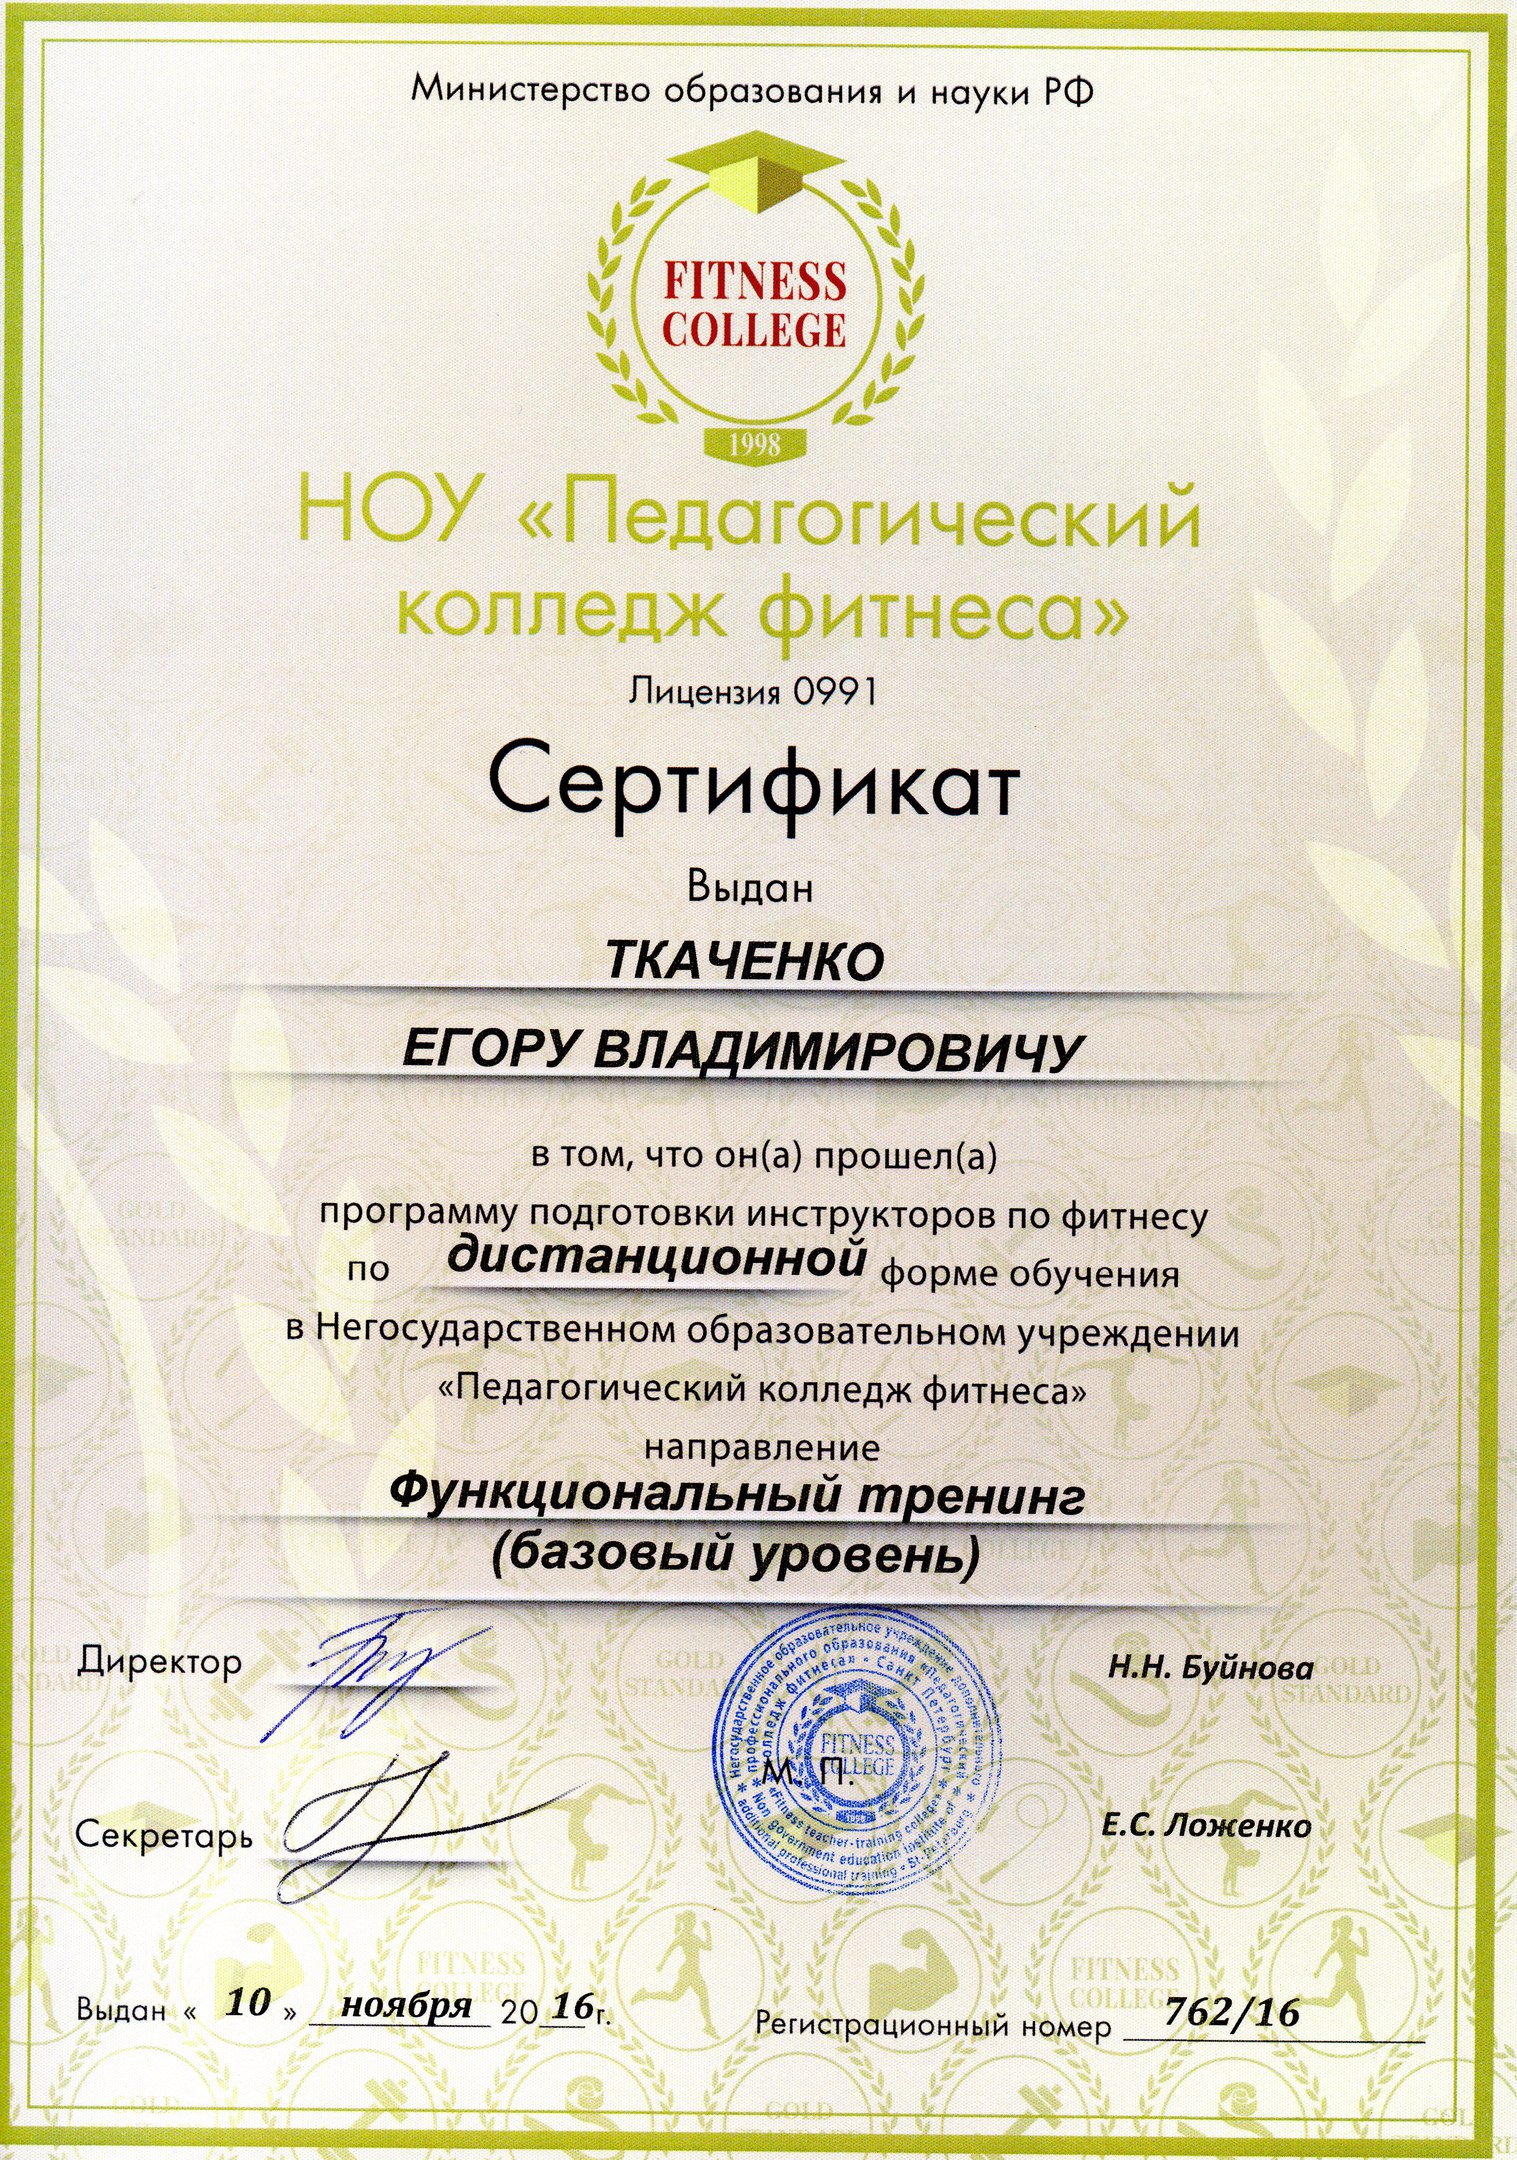 Министерство образования и науки РФ
FITNESS
COLLEGE
1998
НОУ «Педагогический
колледж фитнеса»
Лицензия 0991
Сертификат
Выдан
ТКАЧЕНКО
ЕГОРУ ВЛАДИМИРОВИЧУ
в том, что он(а) прошел(а)
программу подготовки инструкторов по фитнесу
по дистанционной форме обучения
в Негосударственном образовательном учреждении
«Педагогический колледж фитнеса»
направление
Функциональный тренинг
(базовый уровень)
Директор Н.Н. Буйнова
Негосударственное образовательное учреждение дополнительного
профессионального образования «Педагогический
колледж фитнеса» • Санкт Петербург
FITNESS
COLLEGE
М. П.
«Fitness teacher-training college»
Non government education institute of
additional professional training • St-Petersburg
Секретарь Е.С. Ложенко
Выдан « 10 » ноября 20 16 г.
Регистрационный номер 762/16
GOLD
STANDARD
FITNESS
COLLEGE